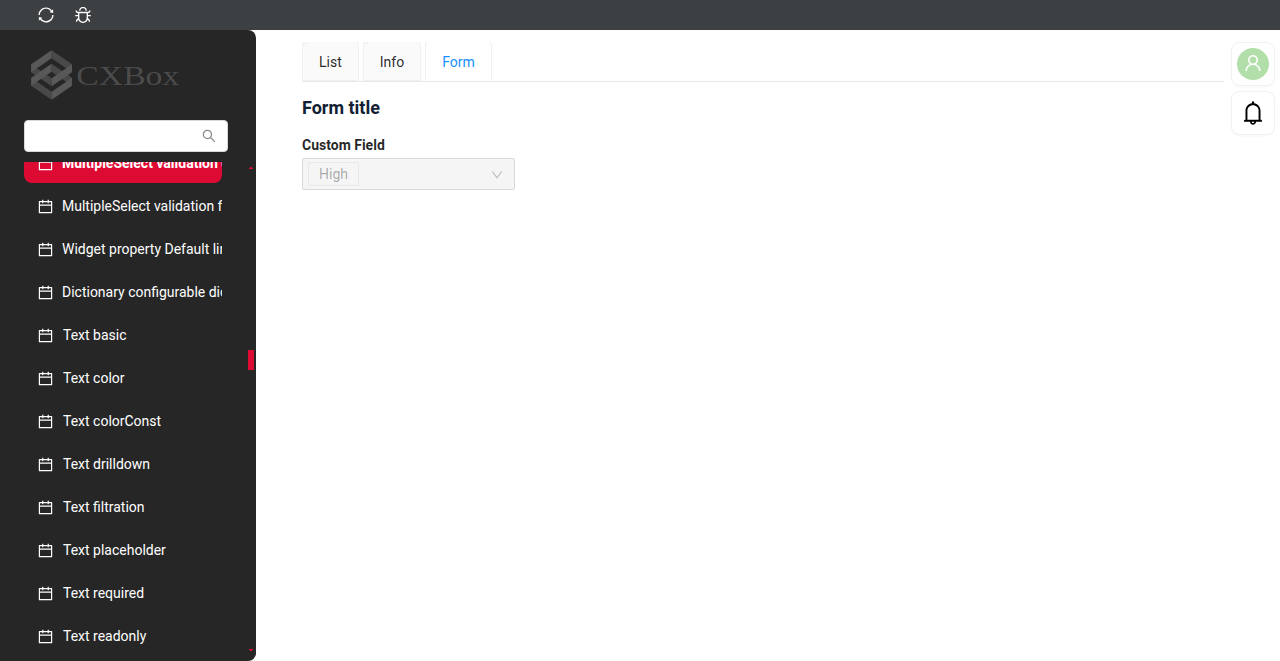 CXBox
List
Info
Form
Form title
Custom Field
High
MultipleSelect validation
MultipleSelect validation f
Widget property Default li
Dictionary configurable di
Text basic
Text color
Text colorConst
Text drilldown
Text filtration
Text placeholder
Text required
Text readonly